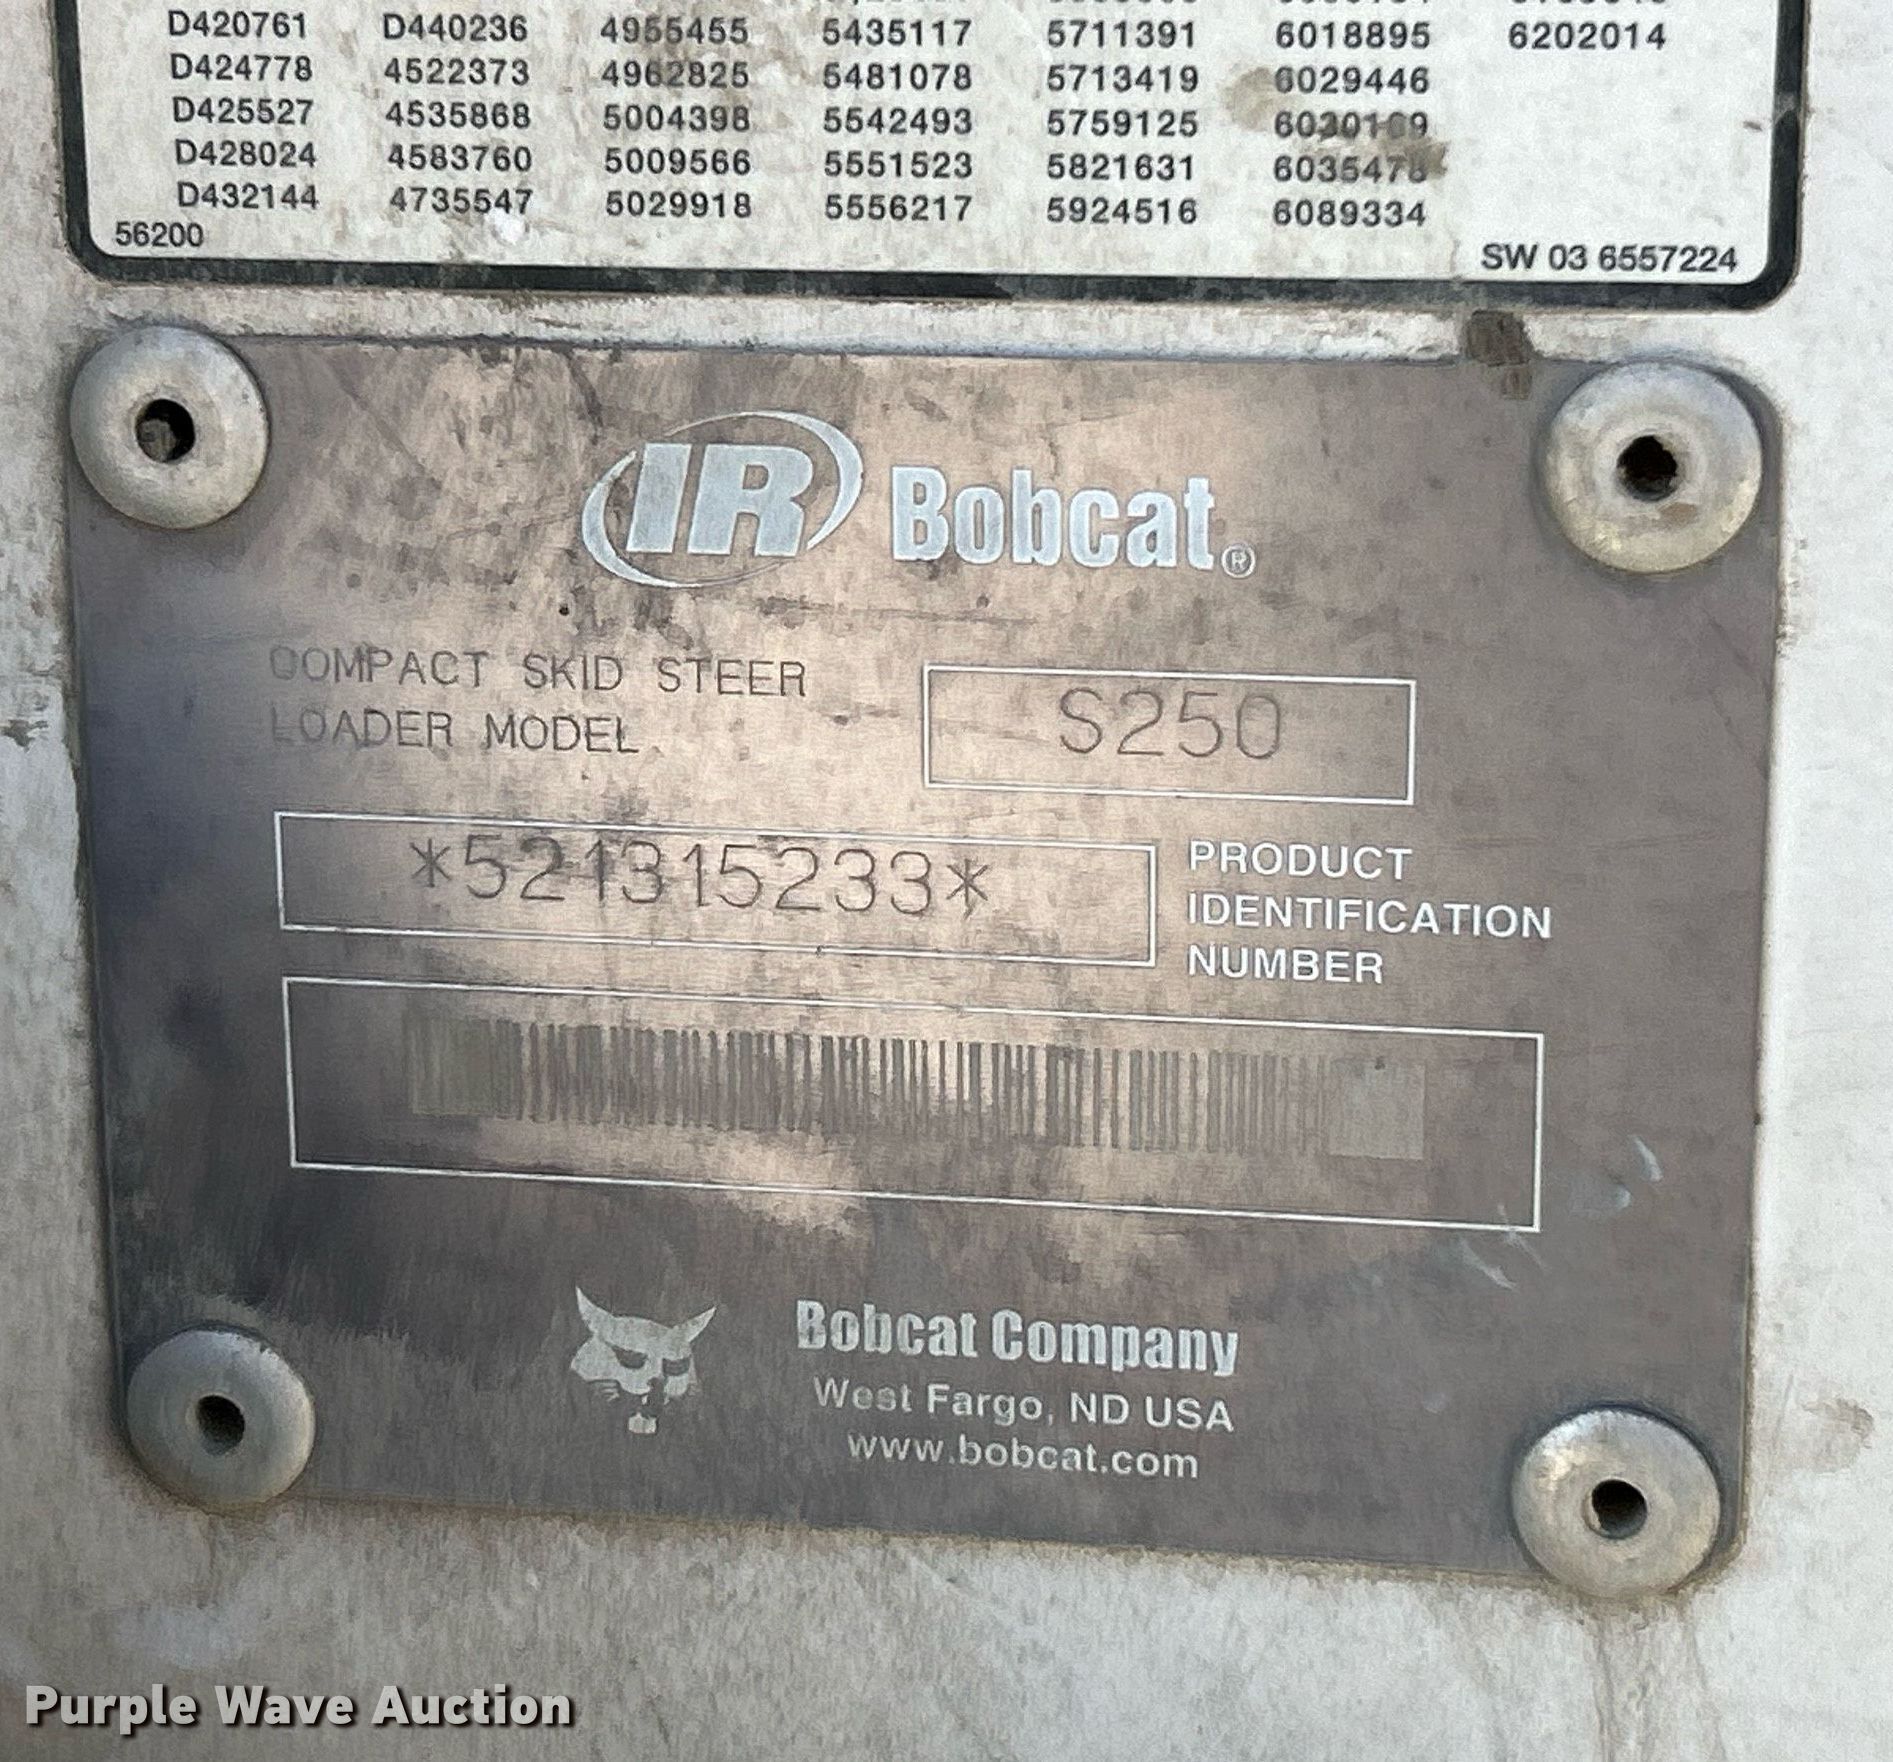 D420761 D440236 4955455 5435117 5711391 6018895 6202014
D424778 4522373 4962825 5481078 5713419 6029446
D425527 4535868 5004398 5542493 5759125 6030169
D428024 4583760 5009566 5551523 5821631 6035478
D432144 4735547 5029918 5556217 5924516 6089334
56200
SW 03 6557224
IR Bobcat®
COMPACT SKID STEER
LOADER MODEL
S250
*521315233*
PRODUCT
IDENTIFICATION
NUMBER
Bobcat Company
West Fargo, ND USA
www.bobcat.com
Purple Wave Auction